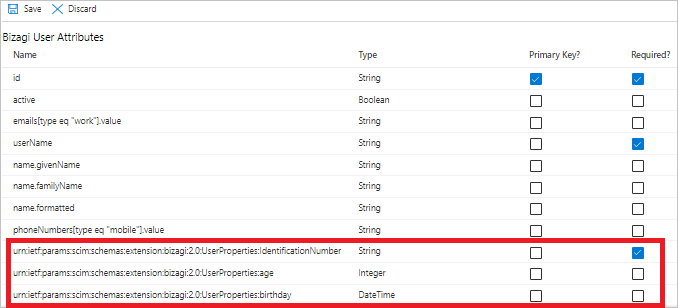 Save Discard
Bizagi User Attributes
Name Type Primary Key? Required?
id String
active Boolean
emails[type eq "work"].value String
userName String
name.givenName String
name.familyName String
name.formatted String
phoneNumbers[type eq "mobile"].value String
urn:ietf:params:scim:schemas:extension:bizagi:2.0:UserProperties:IdentificationNumber String
urn:ietf:params:scim:schemas:extension:bizagi:2.0:UserProperties:age Integer
urn:ietf:params:scim:schemas:extension:bizagi:2.0:UserProperties:birthday DateTime